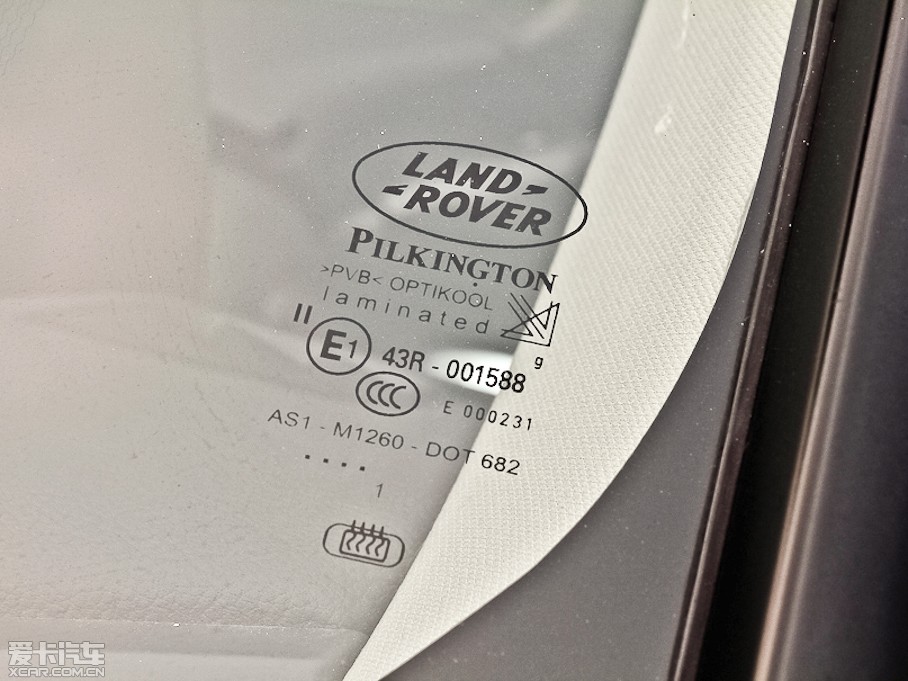 LAND
ROVER
PILKINGTON
>PVB< OPTIKOOL
laminated
g
II
E1 43R - 001588
CCC E 000231
AS1 - M1260 - DOT 682
. . . .
1
爱卡汽车
XCAR.COM.CN